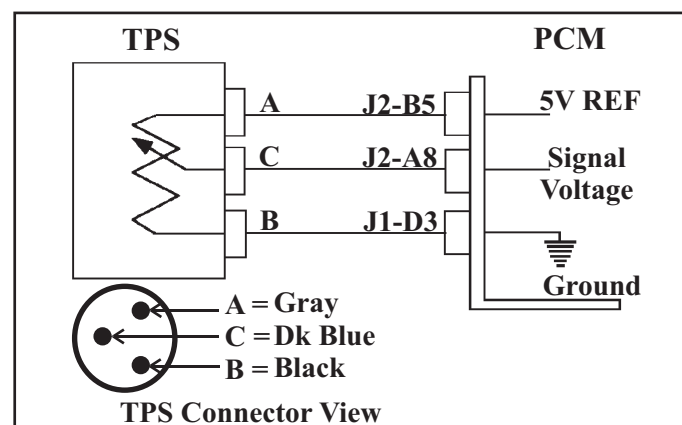 TPS PCM
A J2-B5 5V REF
C J2-A8 Signal
Voltage
B J1-D3
Ground
A = Gray
C = Dk Blue
B = Black
TPS Connector View